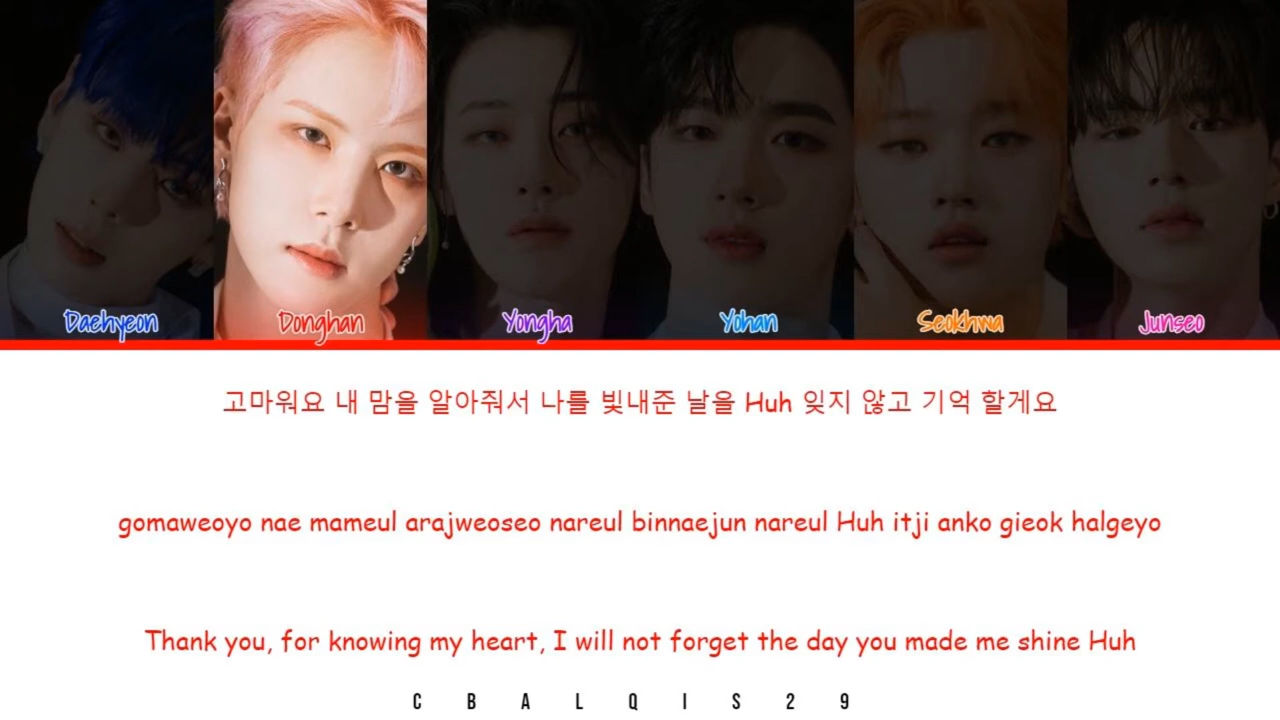 Daehyeon Donghan Yongha Yohan Seokhwa Junseo
고마워요 내 맘을 알아줘서 나를 빛내준 날을 Huh 잊지 않고 기억 할게요
gomaweoyo nae mameul arajweoseo nareul binnaejun nareul Huh itji anko gieok halgeyo
Thank you, for knowing my heart, I will not forget the day you made me shine Huh
CBALQIS29